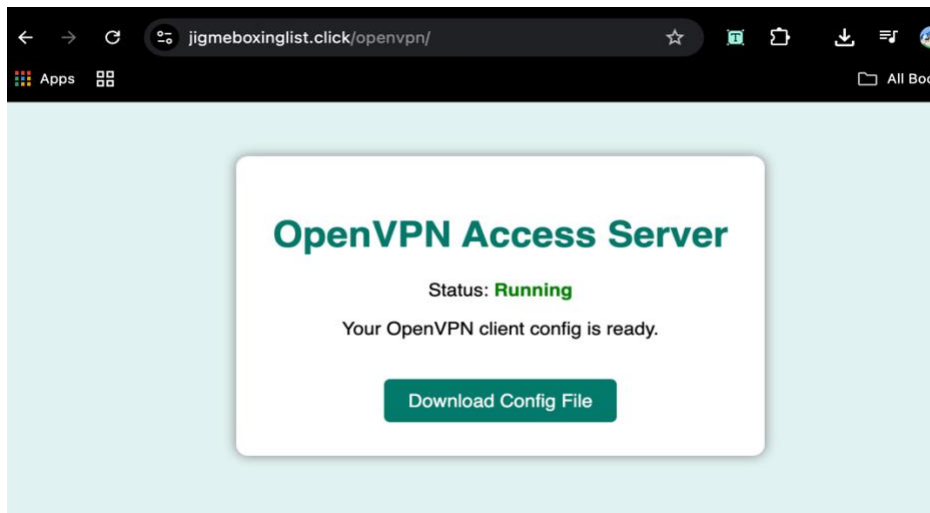 jigmeboxinglist.click/openvpn/
Apps
All Boo
OpenVPN Access Server
Status: Running
Your OpenVPN client config is ready.
Download Config File